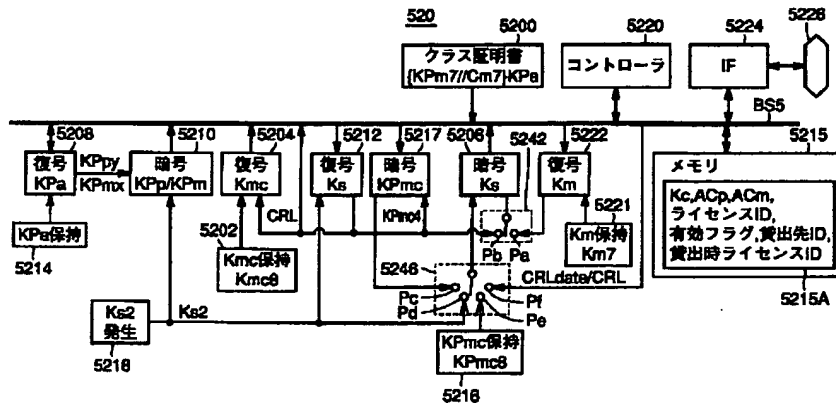 520
5200
5220
5224
5226
クラス証明書
{KPm7//Cm7}-KPa
コントローラ
IF
BS5
5208
5210
5204
5212
5217
5206
5242
5222
5215
復号
KPa
KPpy
KPmx
暗号
KPp/KPm
復号
Kmc
復号
Ks
暗号
KPmc
暗号
Ks
復号
Km
メモリ
Kc,ACp,ACm,
ライセンスID,
有効フラグ,貸出先ID,
貸出時ライセンスID
5215A
CRL
KPmc4
KPa保持
5214
5202
Kmc保持
Kmc8
Pb
Pa
5221
Km保持
Km7
5246
CRLdate/CRL
Pc
Pd
Pf
Pe
Ks2
発生
5218
Ks2
KPmc保持
KPmc8
5216